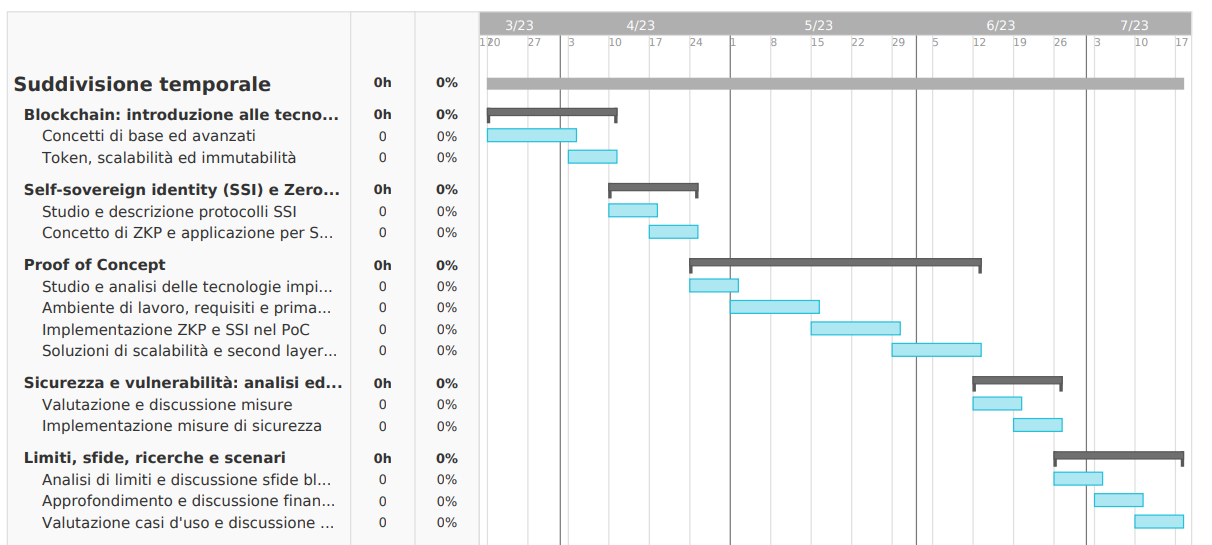 3/23 4/23 5/23 6/23 7/23
17 20 27 3 10 17 24 1 8 15 22 29 5 12 19 26 3 10 17
Suddivisione temporale 0h 0%
Blockchain: introduzione alle tecno... 0h 0%
Concetti di base ed avanzati 0 0%
Token, scalabilità ed immutabilità 0 0%
Self-sovereign identity (SSI) e Zero... 0h 0%
Studio e descrizione protocolli SSI 0 0%
Concetto di ZKP e applicazione per S... 0 0%
Proof of Concept 0h 0%
Studio e analisi delle tecnologie impi... 0 0%
Ambiente di lavoro, requisiti e prima... 0 0%
Implementazione ZKP e SSI nel PoC 0 0%
Soluzioni di scalabilità e second layer... 0 0%
Sicurezza e vulnerabilità: analisi ed... 0h 0%
Valutazione e discussione misure 0 0%
Implementazione misure di sicurezza 0 0%
Limiti, sfide, ricerche e scenari 0h 0%
Analisi di limiti e discussione sfide bl... 0 0%
Approfondimento e discussione finan... 0 0%
Valutazione casi d'uso e discussione ... 0 0%